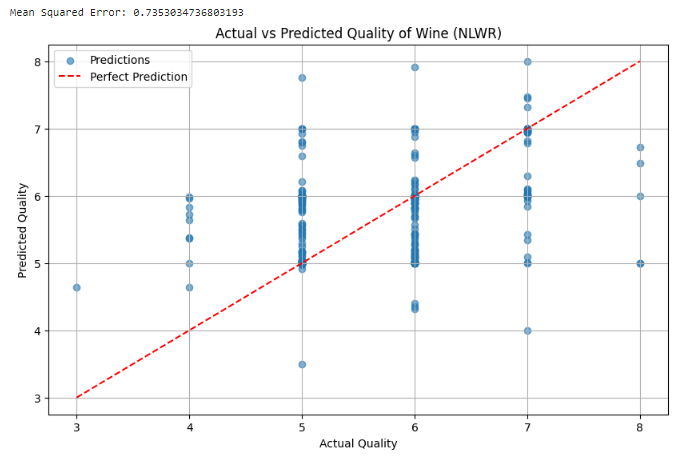 Mean Squared Error: 0.7353034736803193
Actual vs Predicted Quality of Wine (NLWR)
Predictions
Perfect Prediction
8
7
6
5
4
3
Predicted Quality
3 4 5 6 7 8
Actual Quality